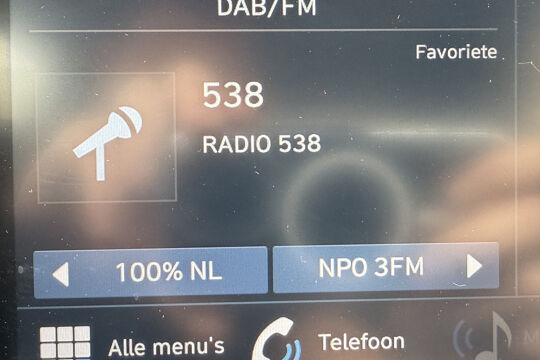 DAB/FM
Favoriete
538
RADIO 538
100% NL
NPO 3FM
Alle menu's
Telefoon